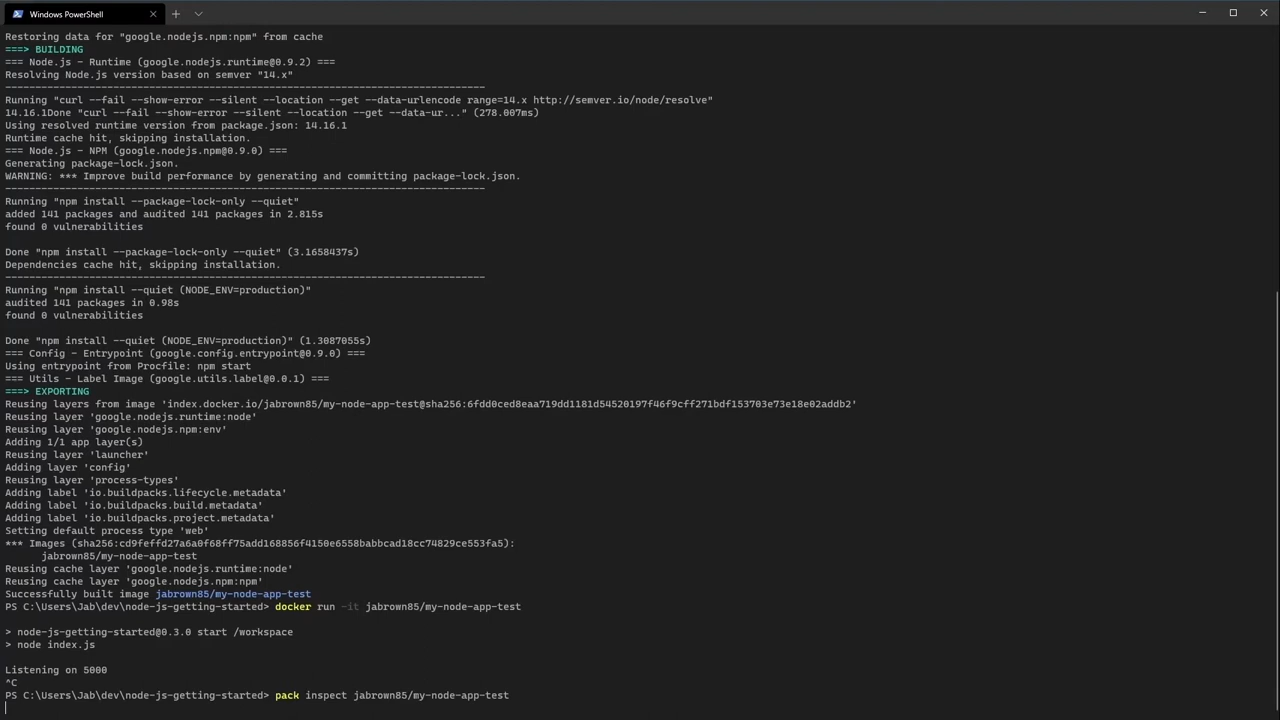 Windows PowerShell
Restoring data for "google.nodejs.npm:npm" from cache
===> BUILDING
=== Node.js - Runtime (google.nodejs.runtime@0.9.2) ===
Resolving Node.js version based on semver "14.x"
--------------------------------------------------------------------------------
Running "curl --fail --show-error --silent --location --get --data-urlencode range=14.x http://semver.io/node/resolve"
14.16.1Done "curl --fail --show-error --silent --location --get --data-ur..." (278.007ms)
Using resolved runtime version from package.json: 14.16.1
Runtime cache hit, skipping installation.
=== Node.js - NPM (google.nodejs.npm@0.9.0) ===
Generating package-lock.json.
WARNING: *** Improve build performance by generating and committing package-lock.json.
--------------------------------------------------------------------------------
Running "npm install --package-lock-only --quiet"
added 141 packages and audited 141 packages in 2.815s
found 0 vulnerabilities
Done "npm install --package-lock-only --quiet" (3.1658437s)
Dependencies cache hit, skipping installation.
--------------------------------------------------------------------------------
Running "npm install --quiet (NODE_ENV=production)"
audited 141 packages in 0.98s
found 0 vulnerabilities
Done "npm install --quiet (NODE_ENV=production)" (1.3087055s)
=== Config - Entrypoint (google.config.entrypoint@0.9.0) ===
Using entrypoint from Procfile: npm start
=== Utils - Label Image (google.utils.label@0.0.1) ===
===> EXPORTING
Reusing layers from image 'index.docker.io/jabrown85/my-node-app-test@sha256:6fdd0ced8eaa719dd1181d54520197f46f9cff271bdf153703e73e18e02addb2'
Reusing layer 'google.nodejs.runtime:node'
Reusing layer 'google.nodejs.npm:env'
Adding 1/1 app layer(s)
Reusing layer 'launcher'
Adding layer 'config'
Reusing layer 'process-types'
Adding label 'io.buildpacks.lifecycle.metadata'
Adding label 'io.buildpacks.build.metadata'
Adding label 'io.buildpacks.project.metadata'
Setting default process type 'web'
*** Images (sha256:cd9feffd27a6a0f68ff75add168856f4150e6558babbcad18cc74829ce553fa5):
jabrown85/my-node-app-test
Reusing cache layer 'google.nodejs.runtime:node'
Reusing cache layer 'google.nodejs.npm:npm'
Successfully built image jabrown85/my-node-app-test
PS C:\Users\Jab\dev\node-js-getting-started> docker run -it jabrown85/my-node-app-test
> node-js-getting-started@0.3.0 start /workspace
> node index.js
Listening on 5000
^C
PS C:\Users\Jab\dev\node-js-getting-started> pack inspect jabrown85/my-node-app-test